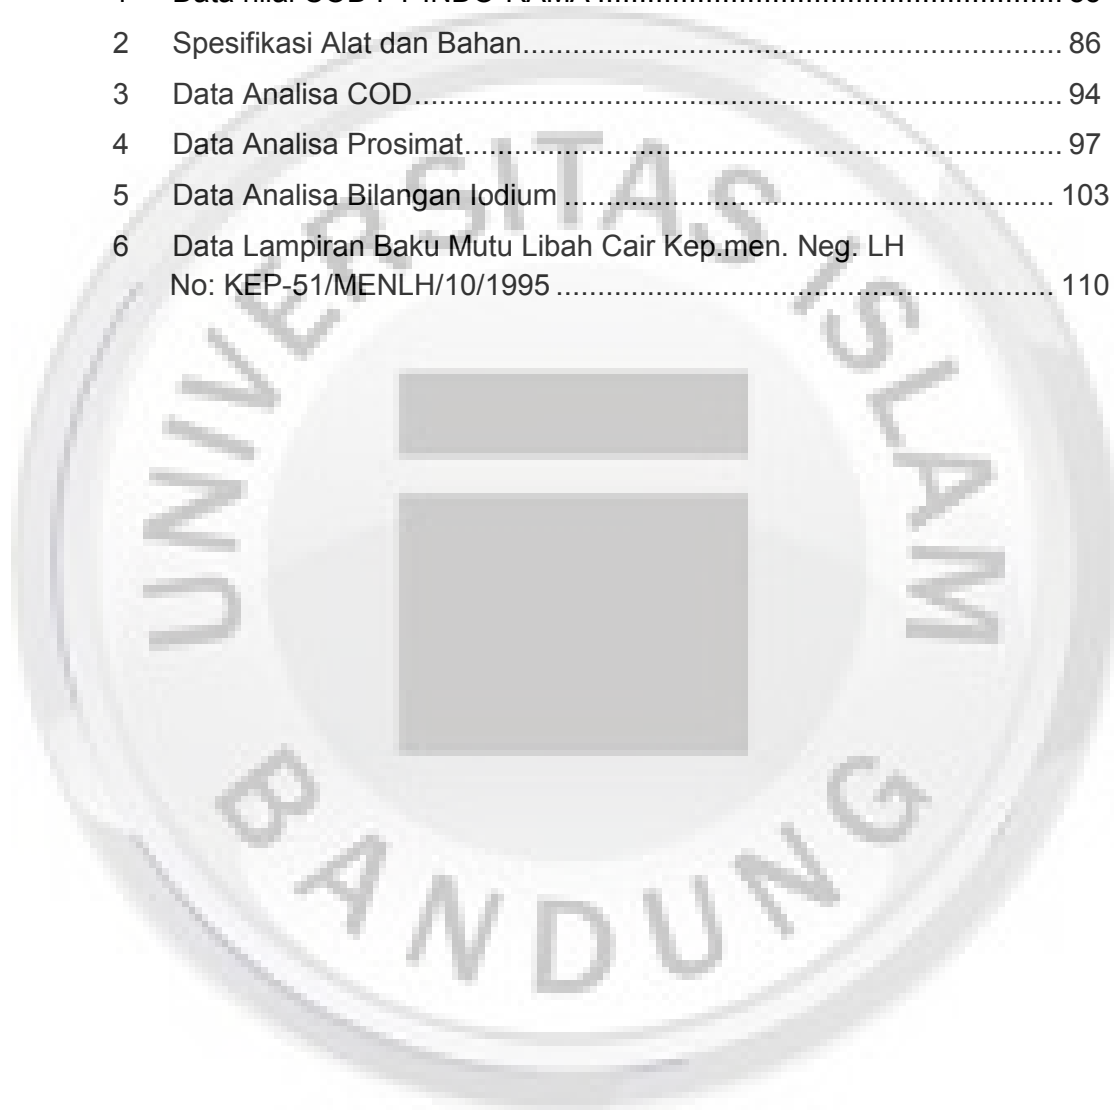 2 Spesifikasi Alat dan Bahan.................................................................. 86
3 Data Analisa COD............................................................................... 94
4 Data Analisa Prosimat......................................................................... 97
5 Data Analisa Bilangan Iodium ............................................................ 103
6 Data Lampiran Baku Mutu Libah Cair Kep.men. Neg. LH
No: KEP-51/MENLH/10/1995 ............................................................. 110
UNIVERSITAS ISLAM
BANDUNG